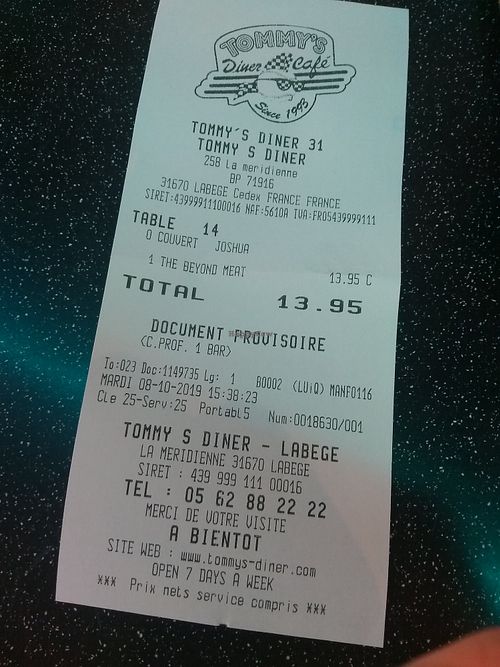 TOMMY'S
Diner Café
Since 1993
TOMMY'S DINER 31
TOMMY S DINER
258 La meridienne
BP 71916
31670 LABEGE Cedex FRANCE FRANCE
SIRET:43999911100016 NAF:5610A TVA:FR05439999111
TABLE 14
0 COUVERT JOSHUA
1 THE BEYOND MEAT 13.95 C
TOTAL 13.95
DOCUMENT PROVISOIRE
<C.PROF. 1 BAR>
To:023 Doc:1149735 Lg: 1 B0002 (LUiQ) MANF0116
MARDI 08-10-2019 15:38:23
Cle 25-Serv:25 Portabl5 Num:0018630/001
TOMMY S DINER - LABEGE
LA MERIDIENNE 31670 LABEGE
SIRET : 439 999 111 00016
TEL : 05 62 88 22 22
MERCI DE VOTRE VISITE
A BIENTOT
SITE WEB : www.tommys-diner.com
OPEN 7 DAYS A WEEK
*** Prix nets service compris ***